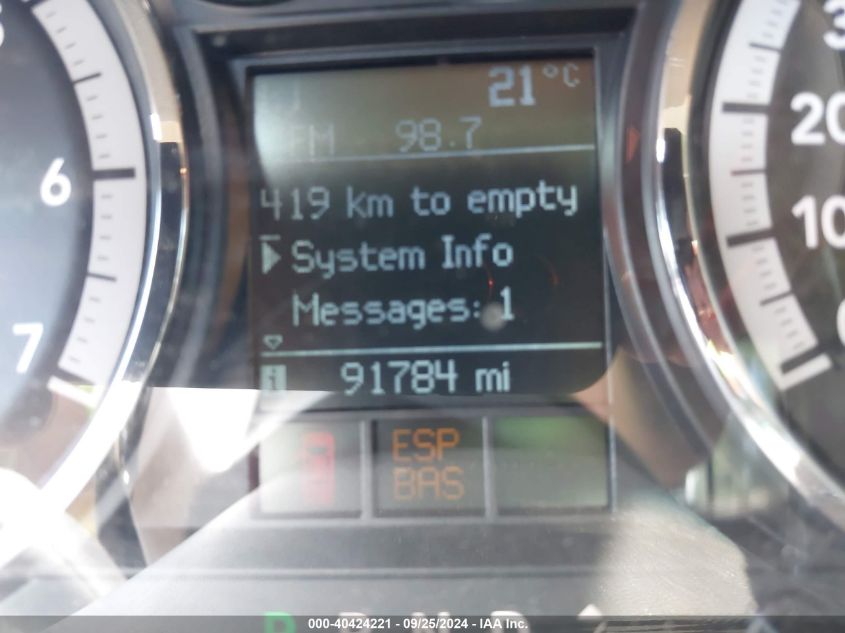 21°C
FM 98.7
419 km to empty
System Info
Messages: 1
91784 mi
ESP
BAS
6
7
20
10
P R N D
000-40424221 - 09/25/2024 - IAA Inc.